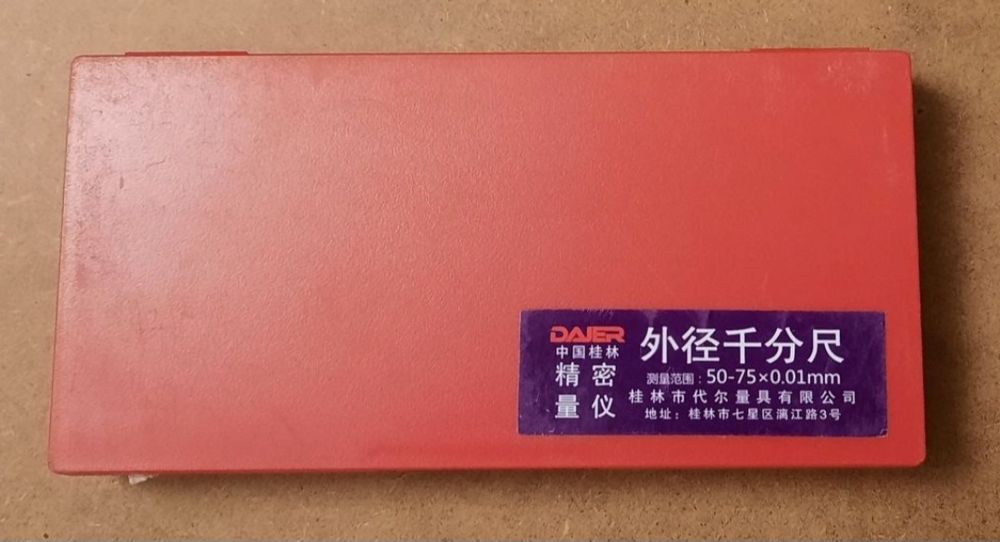 DAJER
中国桂林
精密
量仪
外径千分尺
测量范围：50-75×0.01mm
桂林市代尔量具有限公司
地址：桂林市七星区漓江路3号